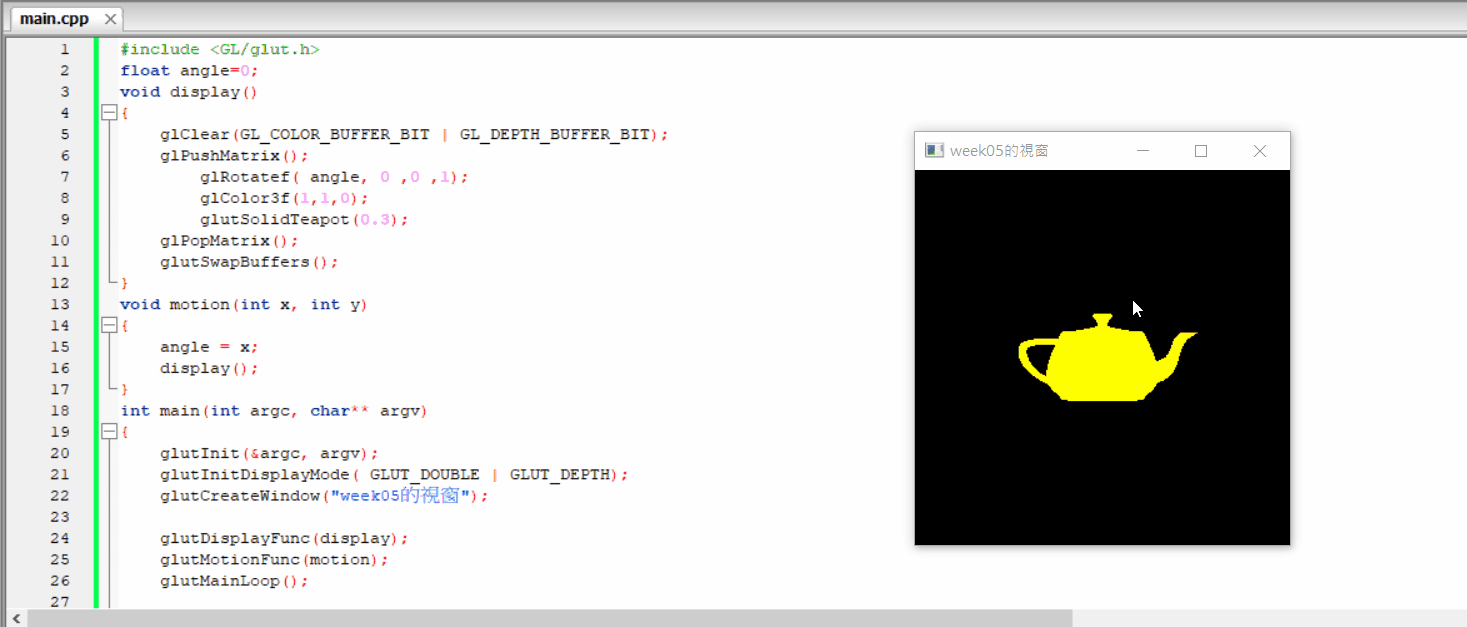 main.cpp
1 #include <GL/glut.h>
2 float angle=0;
3 void display()
4 {
5 glClear(GL_COLOR_BUFFER_BIT | GL_DEPTH_BUFFER_BIT);
6 glPushMatrix();
7 glRotatef( angle, 0 ,0 ,1);
8 glColor3f(1,1,0);
9 glutSolidTeapot(0.3);
10 glPopMatrix();
11 glutSwapBuffers();
12 }
13 void motion(int x, int y)
14 {
15 angle = x;
16 display();
17 }
18 int main(int argc, char** argv)
19 {
20 glutInit(&argc, argv);
21 glutInitDisplayMode( GLUT_DOUBLE | GLUT_DEPTH);
22 glutCreateWindow("week05的視窗");
23
24 glutDisplayFunc(display);
25 glutMotionFunc(motion);
26 glutMainLoop();
27
week05的視窗